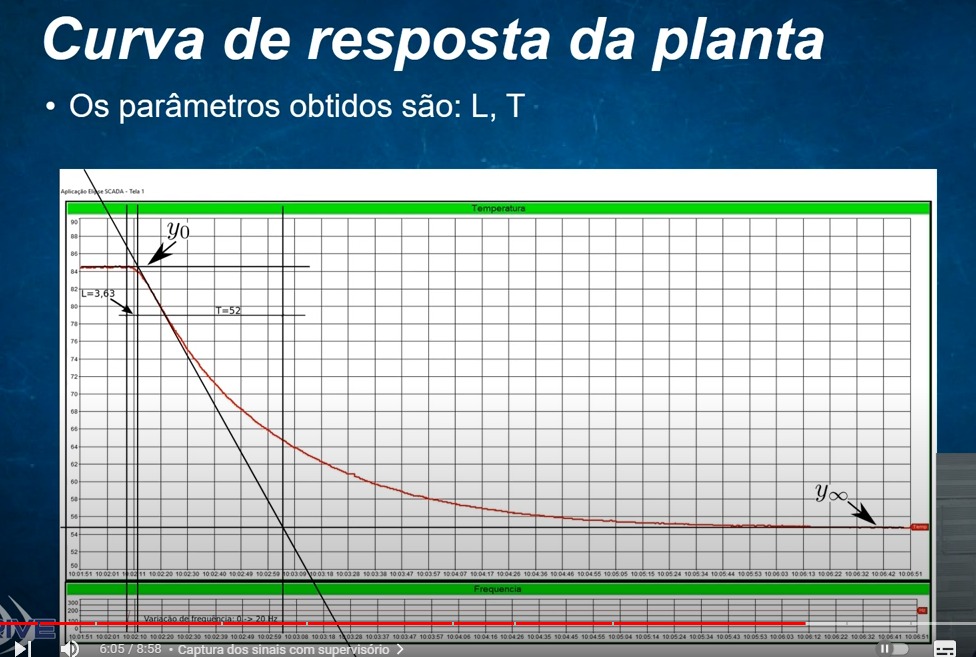 Curva de resposta da planta
• Os parâmetros obtidos são: L, T
Aplicação Elipse SCADA - Tela 1
Temperatura
90
88
86
84
82
80
78
76
74
72
70
68
66
64
62
60
58
56
54
52
50
y0
L=3,63
T=52
y∞
Temp
10:01:51 10:02:01 10:02:11 10:02:20 10:02:30 10:02:40 10:02:49 10:02:59 10:03:09 10:03:18 10:03:28 10:03:38 10:03:47 10:03:57 10:04:07 10:04:17 10:04:26 10:04:36 10:04:46 10:04:55 10:05:05 10:05:15 10:05:24 10:05:34 10:05:44 10:05:53 10:06:03 10:06:13 10:06:22 10:06:32 10:06:42 10:06:51
Frequencia
300
200
100
Variação de frequência: 0 -> 20 Hz
10:01:51 10:02:01 10:02:10 10:02:20 10:02:30 10:02:39 10:02:49 10:02:59 10:03:08 10:03:18 10:03:28 10:03:37 10:03:47 10:03:57 10:04:06 10:04:16 10:04:26 10:04:36 10:04:45 10:04:55 10:05:05 10:05:14 10:05:24 10:05:34 10:05:43 10:05:53 10:06:03 10:06:12 10:06:22 10:06:32 10:06:41 10:06:51
6:05 / 8:58 • Captura dos sinais com supervisório